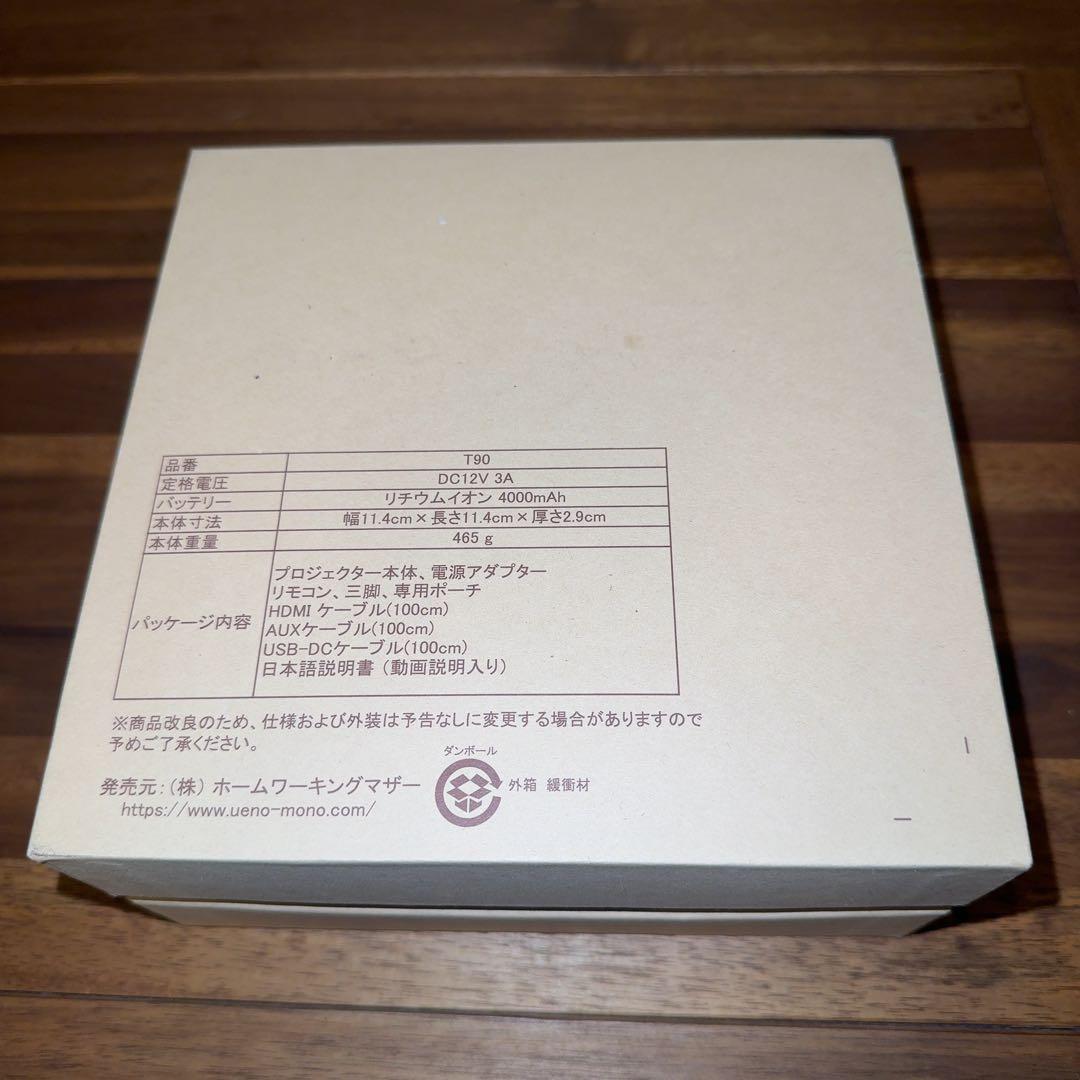 品番 T90
定格電圧 DC12V 3A
バッテリー リチウムイオン 4000mAh
本体寸法 幅11.4cm×長さ11.4cm×厚さ2.9cm
本体重量 465g
パッケージ内容
プロジェクター本体、電源アダプター
リモコン、三脚、専用ポーチ
HDMI ケーブル(100cm)
AUXケーブル(100cm)
USB-DCケーブル(100cm)
日本語説明書（動画説明入り）
※商品改良のため、仕様および外装は予告なしに変更する場合がありますので
予めご了承ください。
発売元:（株）ホームワーキングマザー
https://www.ueno-mono.com/
ダンボール
外箱 緩衝材